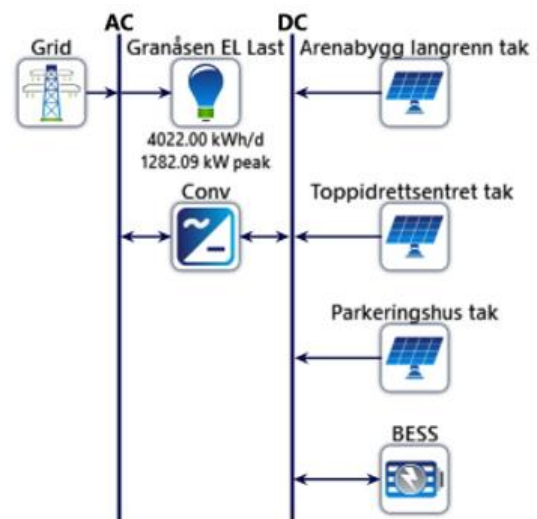 AC
DC
Grid
Granåsen EL Last
Arenabygg langrenn tak
4022.00 kWh/d
1282.09 kW peak
Conv
Toppidrettsentret tak
Parkeringshus tak
BESS